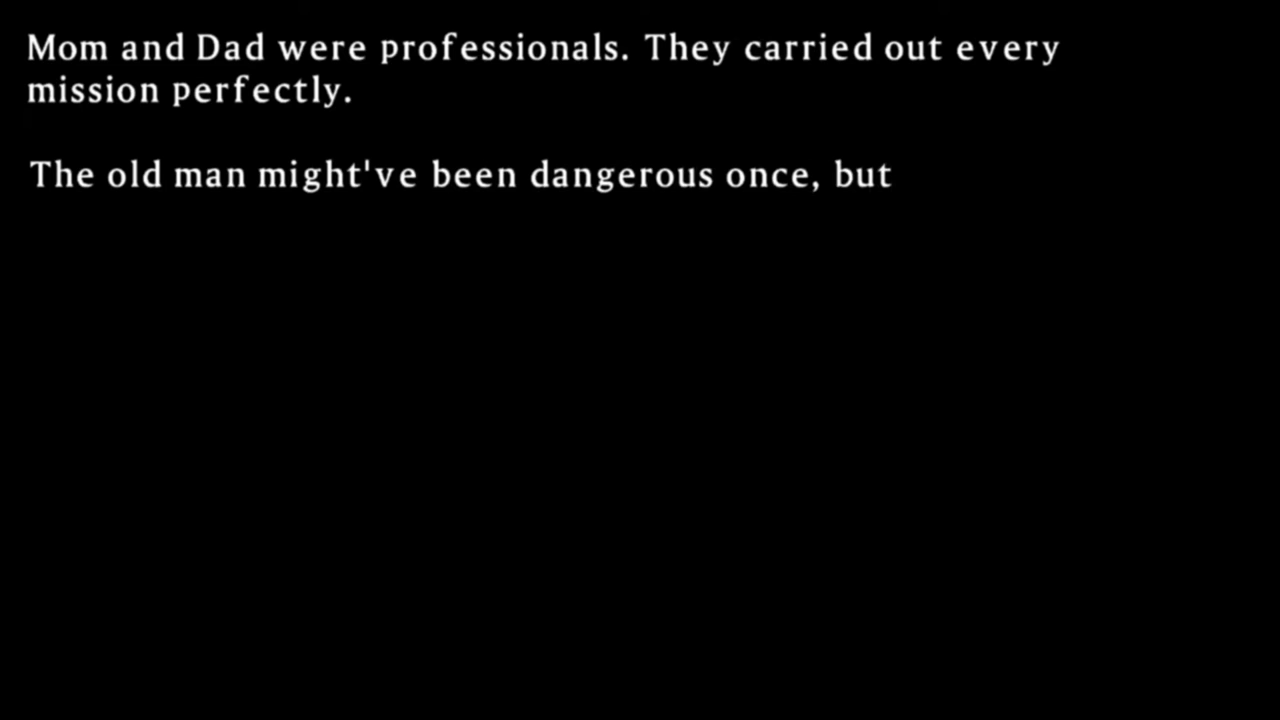 Mom and Dad were professionals. They carried out every
mission perfectly.
The old man might've been dangerous once, but